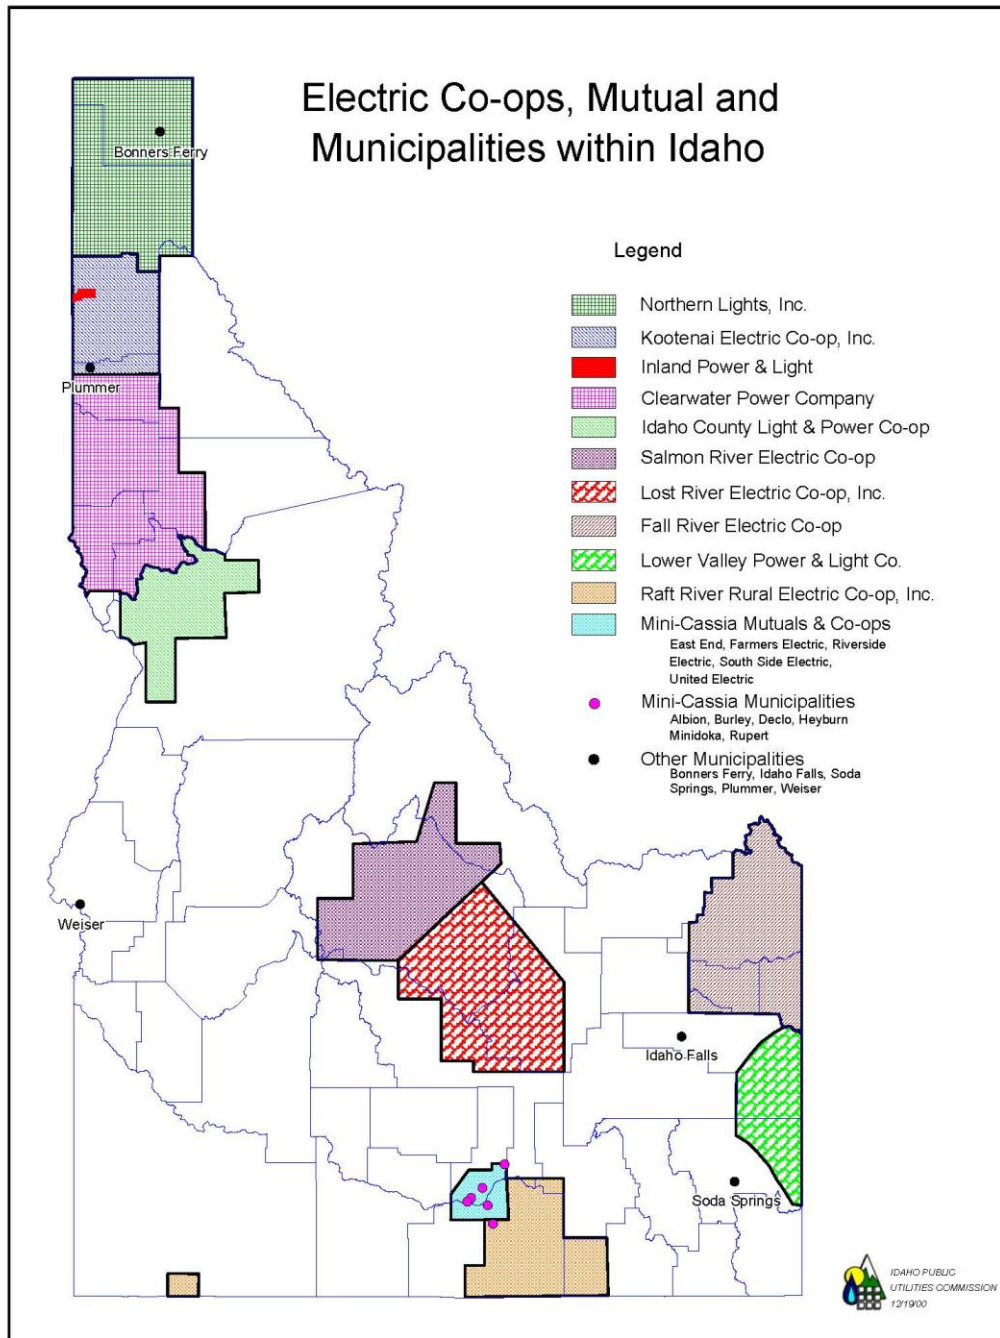 Electric Co-ops, Mutual and
Municipalities within Idaho
Bonners Ferry
Plummer
Weiser
Idaho Falls
Soda Springs
Legend
Northern Lights, Inc.
Kootenai Electric Co-op, Inc.
Inland Power & Light
Clearwater Power Company
Idaho County Light & Power Co-op
Salmon River Electric Co-op
Lost River Electric Co-op, Inc.
Fall River Electric Co-op
Lower Valley Power & Light Co.
Raft River Rural Electric Co-op, Inc.
Mini-Cassia Mutuals & Co-ops
East End, Farmers Electric, Riverside
Electric, South Side Electric,
United Electric
Mini-Cassia Municipalities
Albion, Burley, Declo, Heyburn
Minidoka, Rupert
Other Municipalities
Bonners Ferry, Idaho Falls, Soda
Springs, Plummer, Weiser
IDAHO PUBLIC
UTILITIES COMMISSION
12/19/00